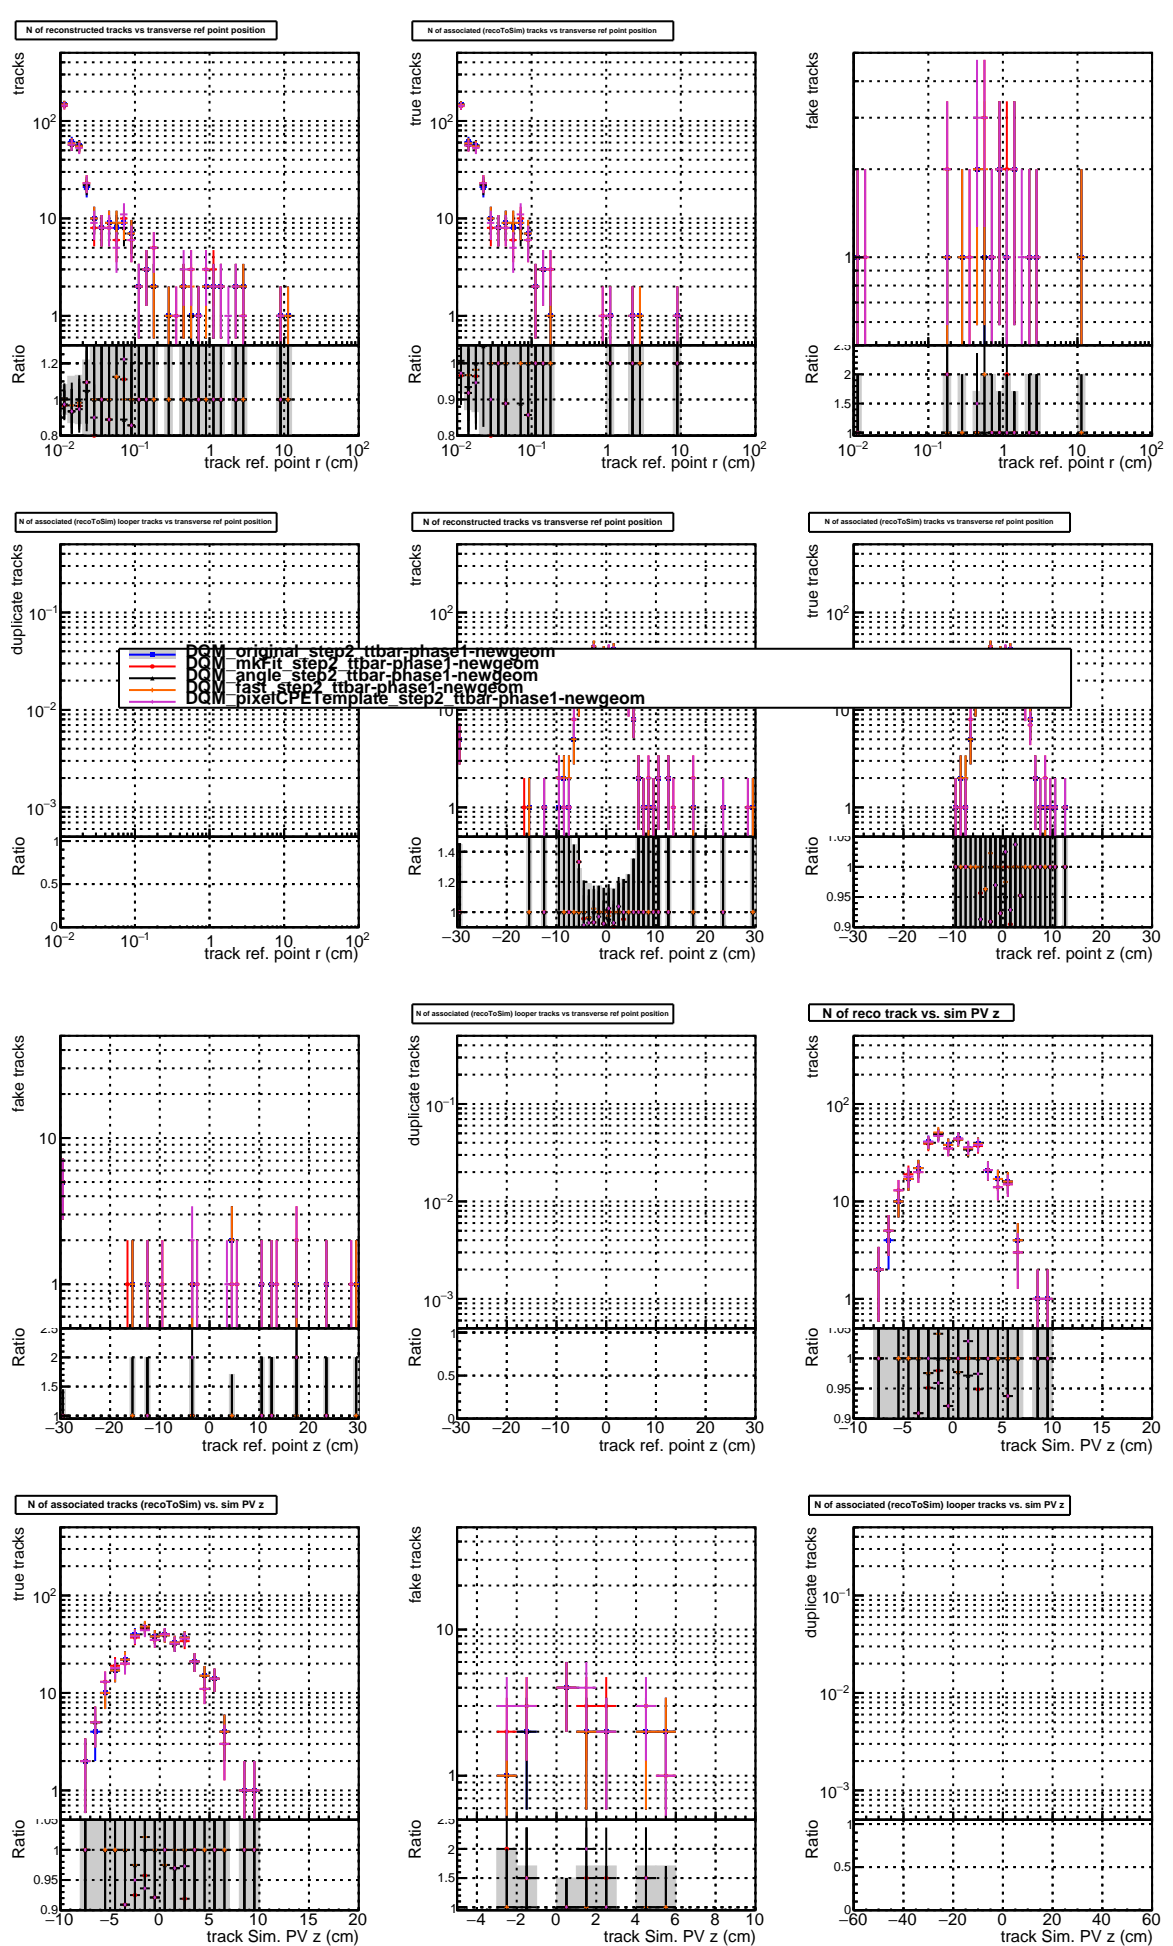 N of reconstructed tracks vs transverse ref point position
N of associated (recoToSim) tracks vs transverse ref point position
tracks
10²
10
1
Ratio
1.2
1
0.8
10⁻² 10⁻¹ 1 10 10²
track ref. point r (cm)
true tracks
10²
10
1
Ratio
1
0.9
0.8
10⁻² 10⁻¹ 1 10 10²
track ref. point r (cm)
fake tracks
1
Ratio
2.5
2
1.5
1
10⁻² 10⁻¹ 1 10 10²
track ref. point r (cm)
N of associated (recoToSim) looper tracks vs transverse ref point position
N of reconstructed tracks vs transverse ref point position
N of associated (recoToSim) tracks vs transverse ref point position
duplicate tracks
10⁻¹
10⁻²
10⁻³
Ratio
1
0.5
0
10⁻² 10⁻¹ 1 10 10²
track ref. point r (cm)
tracks
10²
10
1
Ratio
1.4
1.2
1
−30 −20 −10 0 10 20 30
track ref. point z (cm)
true tracks
10²
10
1
Ratio
1.05
1
0.95
0.9
−30 −20 −10 0 10 20 30
track ref. point z (cm)
DQM_original_step2_ttbar-phase1-newgeom
DQM_mkFit_step2_ttbar-phase1-newgeom
DQM_angle_step2_ttbar-phase1-newgeom
DQM_fast_step2_ttbar-phase1-newgeom
DQM_pixelCPETemplate_step2_ttbar-phase1-newgeom
N of associated (recoToSim) looper tracks vs transverse ref point position
N of reco track vs. sim PV z
fake tracks
10
1
Ratio
2.5
2
1.5
1
−30 −20 −10 0 10 20 30
track ref. point z (cm)
duplicate tracks
10⁻¹
10⁻²
10⁻³
Ratio
1
0.5
0
−30 −20 −10 0 10 20 30
track ref. point z (cm)
tracks
10²
10
1
Ratio
1.05
1
0.95
0.9
−10 −5 0 5 10 15 20
track Sim. PV z (cm)
N of associated tracks (recoToSim) vs. sim PV z
N of associated (recoToSim) looper tracks vs. sim PV z
true tracks
10²
10
1
Ratio
1.05
1
0.95
0.9
−10 −5 0 5 10 15 20
track Sim. PV z (cm)
fake tracks
10
1
Ratio
2.5
2
1.5
1
−4 −2 0 2 4 6 8 10
track Sim. PV z (cm)
duplicate tracks
10⁻¹
10⁻²
10⁻³
Ratio
1
0.5
0
−60 −40 −20 0 20 40 60
track Sim. PV z (cm)